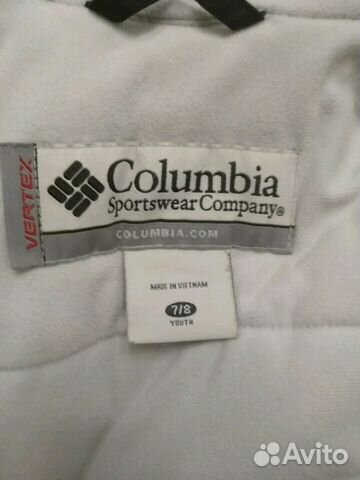 VERTEX
Columbia
Sportswear Company®
COLUMBIA.COM
MADE IN VIETNAM
7/8
YOUTH
Avito